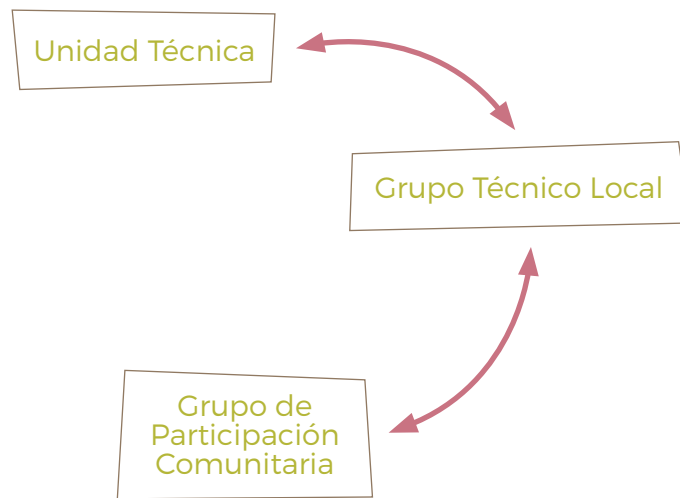 Unidad Técnica
Grupo Técnico Local
Grupo de
Participación
Comunitaria